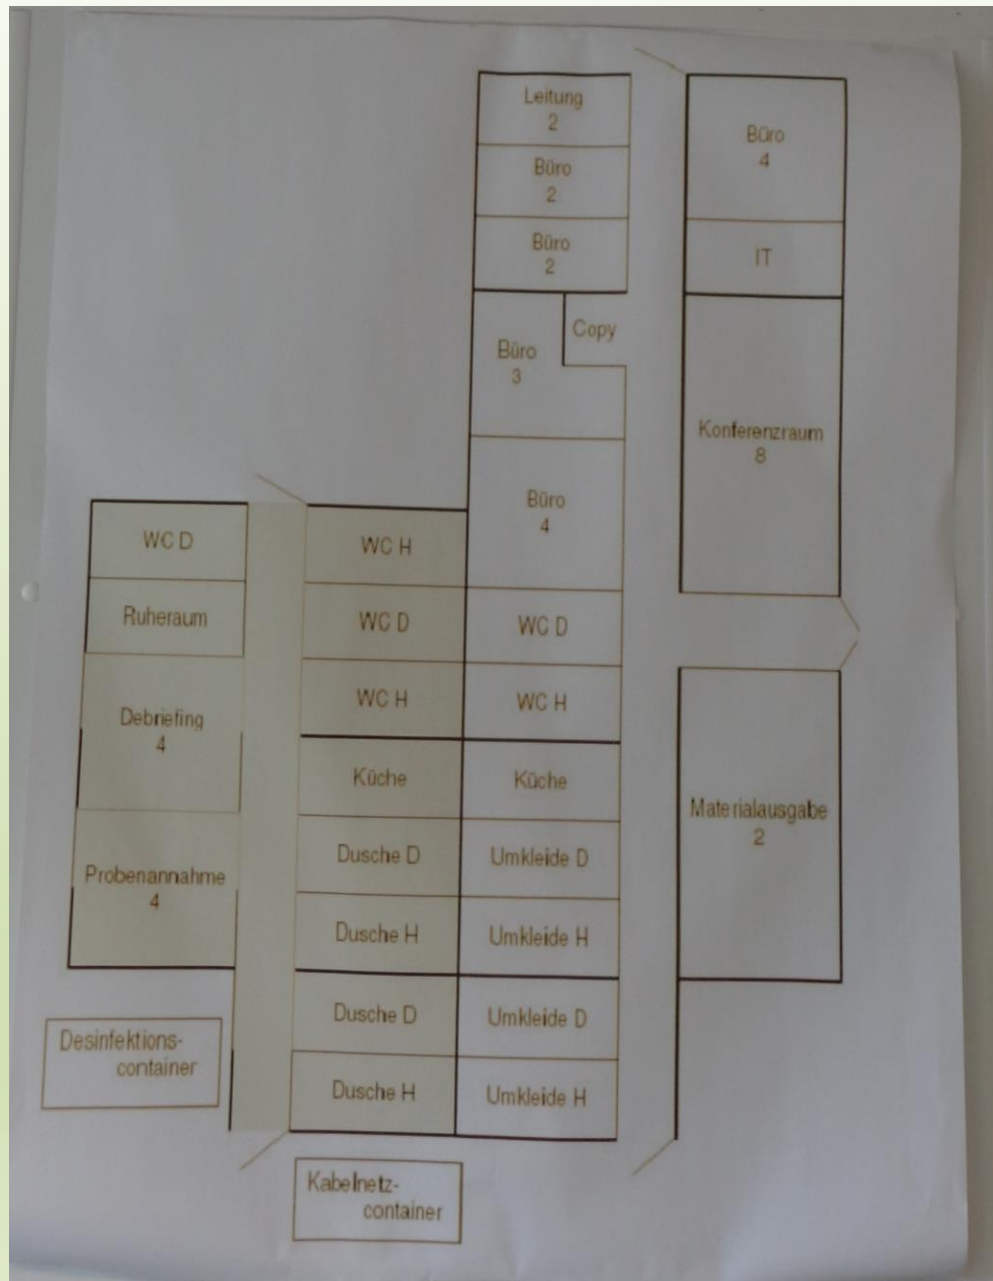 Leitung
2
Büro
2
Büro
2
Büro
4
IT
Copy
Büro
3
Konferenzraum
8
Büro
4
WC D
WC H
Ruheraum
WC D
WC D
Debriefing
4
WC H
WC H
Küche
Küche
Materialausgabe
2
Probenannahme
4
Dusche D
Umkleide D
Dusche H
Umkleide H
Dusche D
Umkleide D
Desinfektions-
container
Dusche H
Umkleide H
Kabelnetz-
container